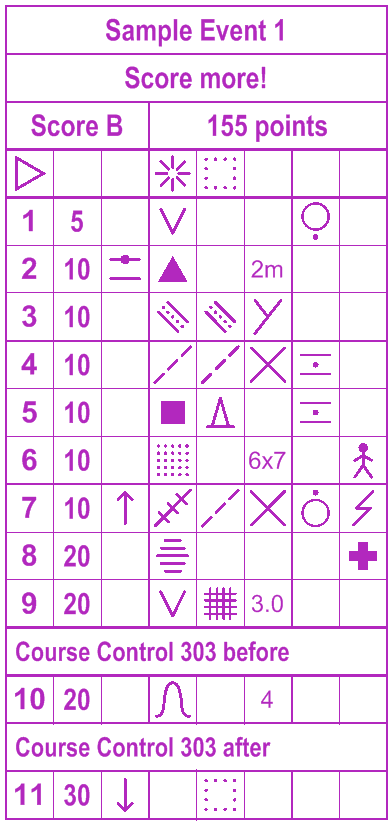 Sample Event 1
Score more!
Score B 155 points
1 5
2 10 2m
3 10
4 10
5 10
6 10 6x7
7 10
8 20
9 20 3.0
Course Control 303 before
10 20 4
Course Control 303 after
11 30